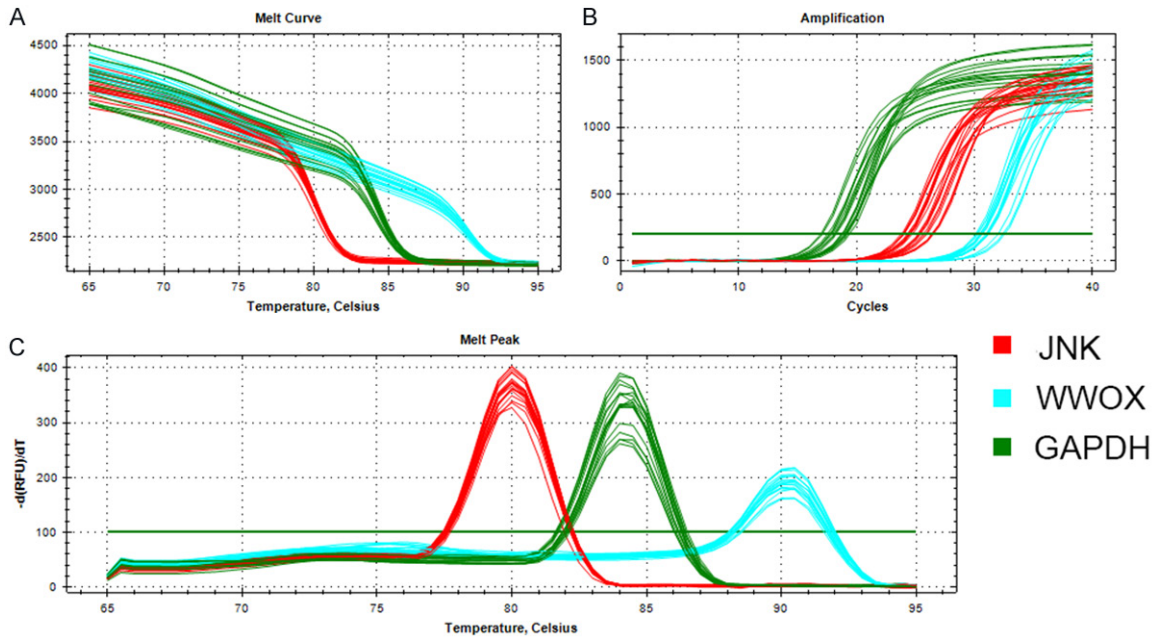 A
Melt Curve
4500
4000
3500
3000
2500
65
70
75
80
85
90
95
Temperature, Celsius
B
Amplification
1500
1000
500
0
0
10
20
30
40
Cycles
C
Melt Peak
-d(RFU)/dT
400
300
200
100
0
65
70
75
80
85
90
95
Temperature, Celsius
JNK
WWOX
GAPDH